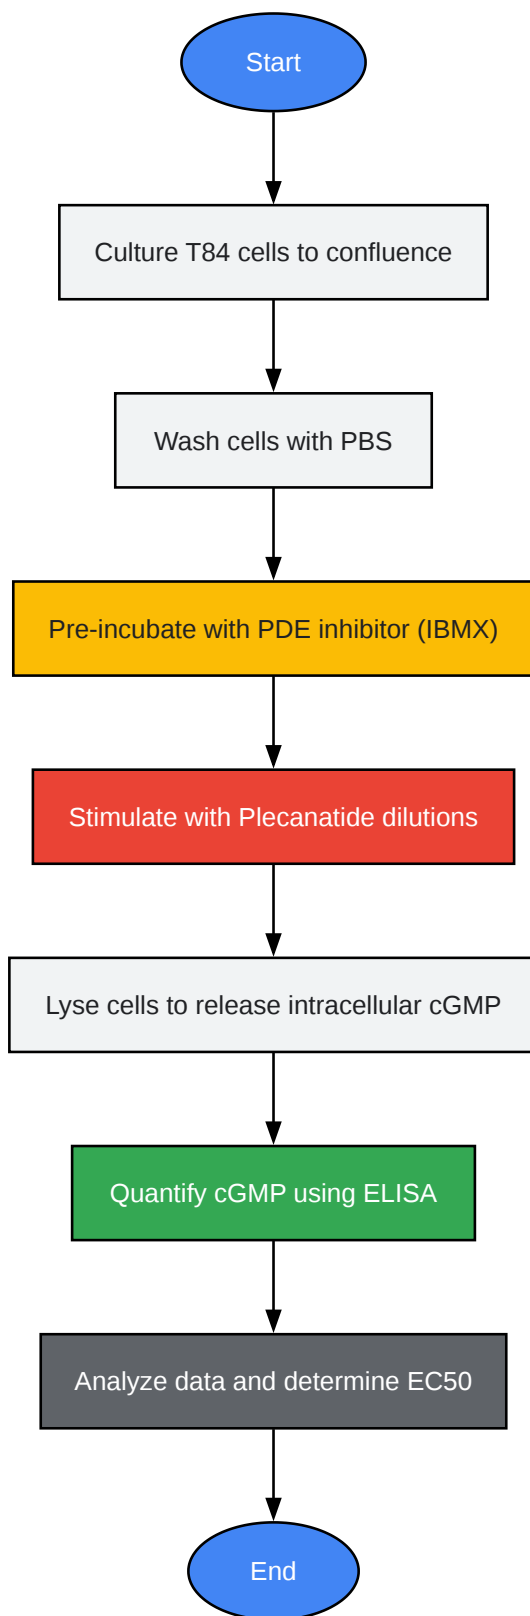 Start
Culture T84 cells to confluence
Wash cells with PBS
Pre-incubate with PDE inhibitor (IBMX)
Stimulate with Plecanatide dilutions
Lyse cells to release intracellular cGMP
Quantify cGMP using ELISA
Analyze data and determine EC50
End